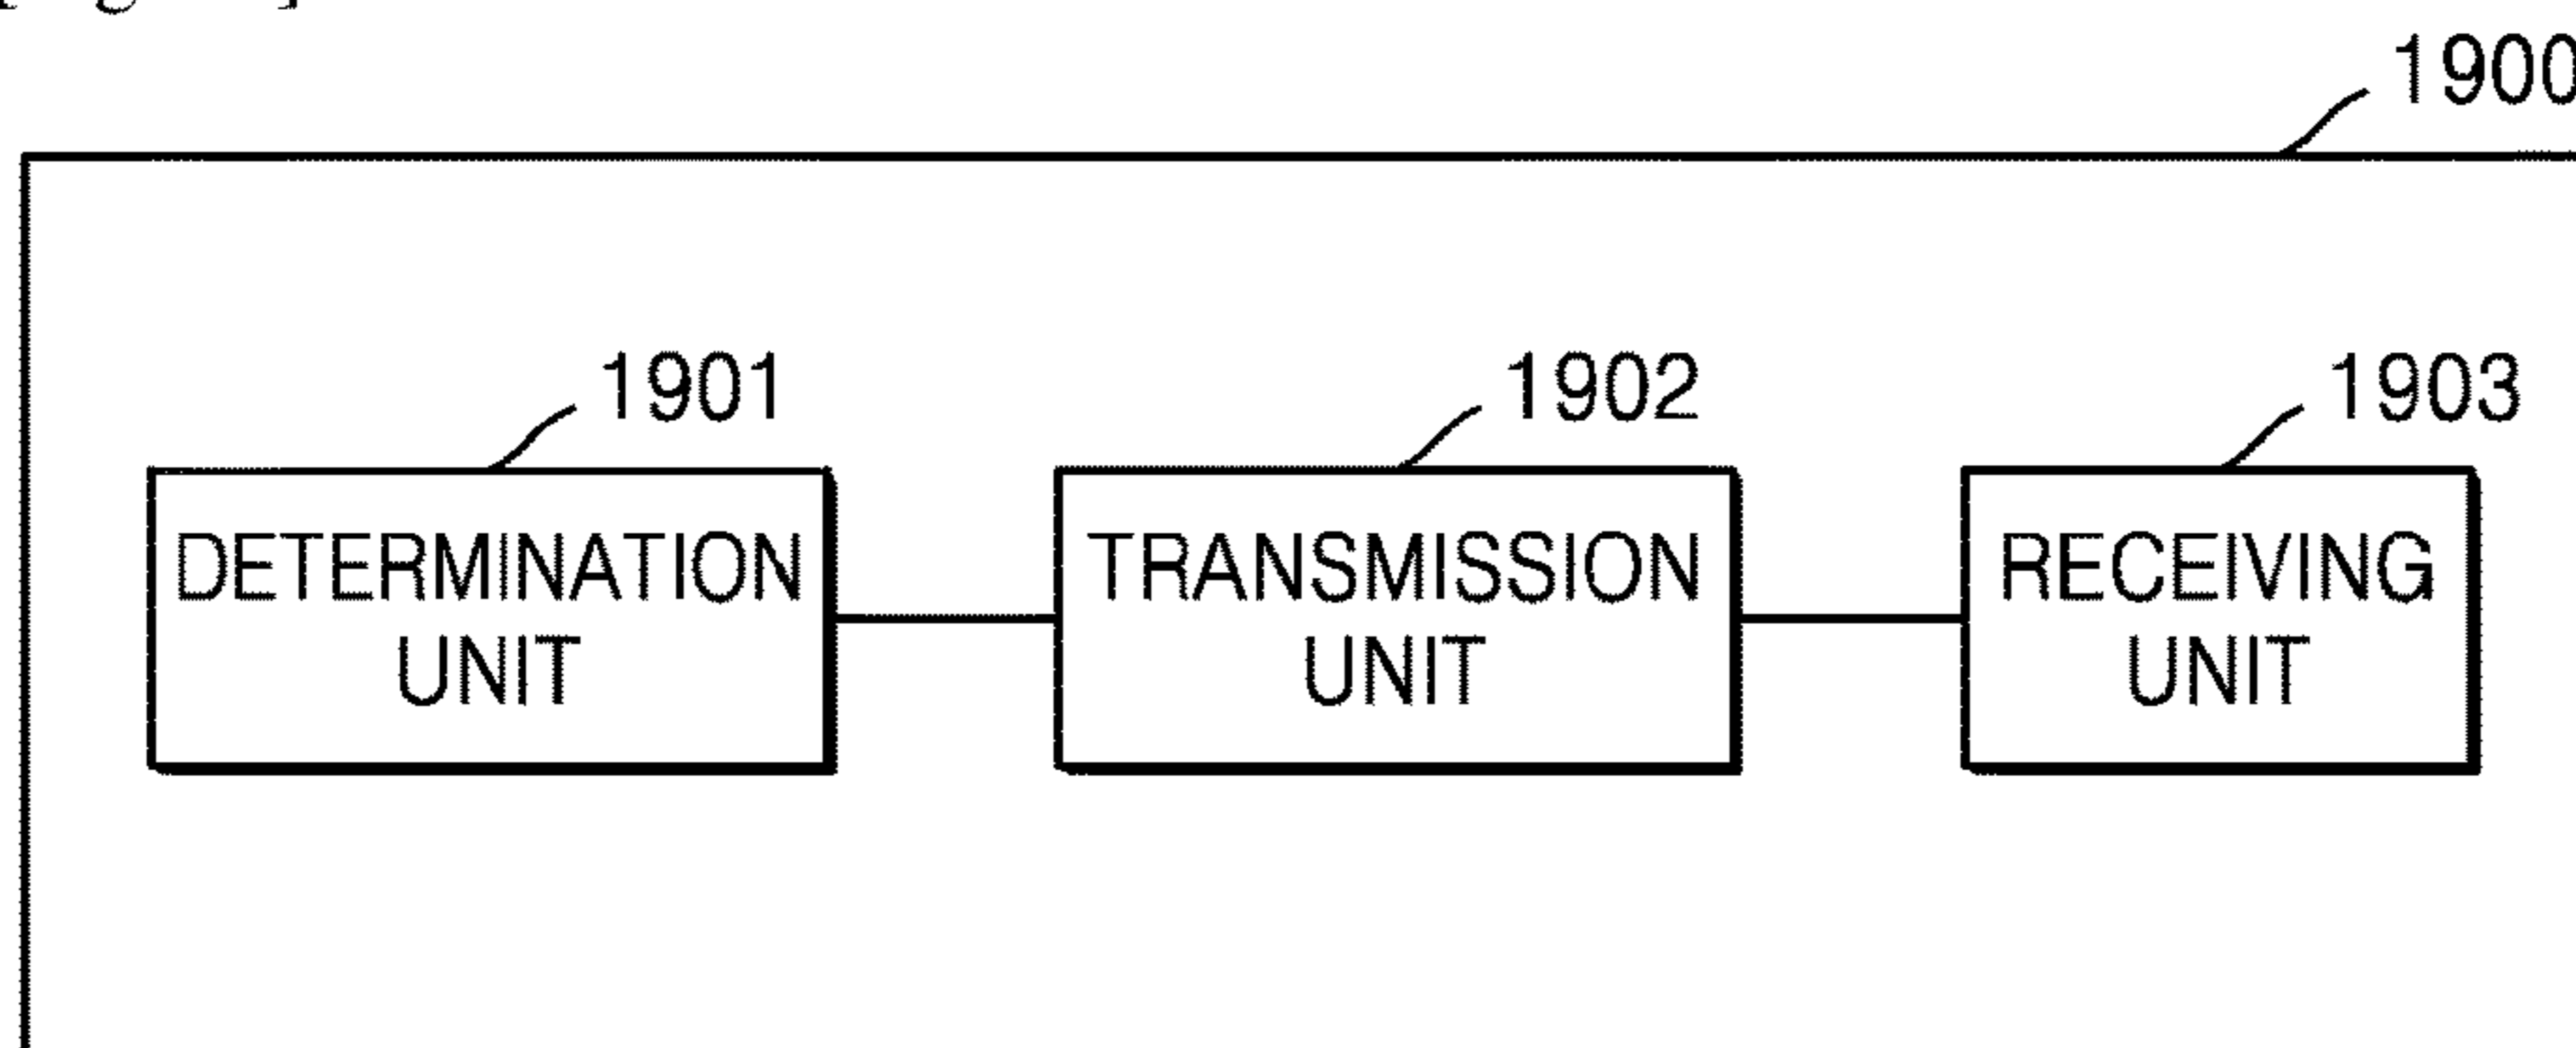 1900
1901
1902
1903
DETERMINATION
UNIT
TRANSMISSION
UNIT
RECEIVING
UNIT